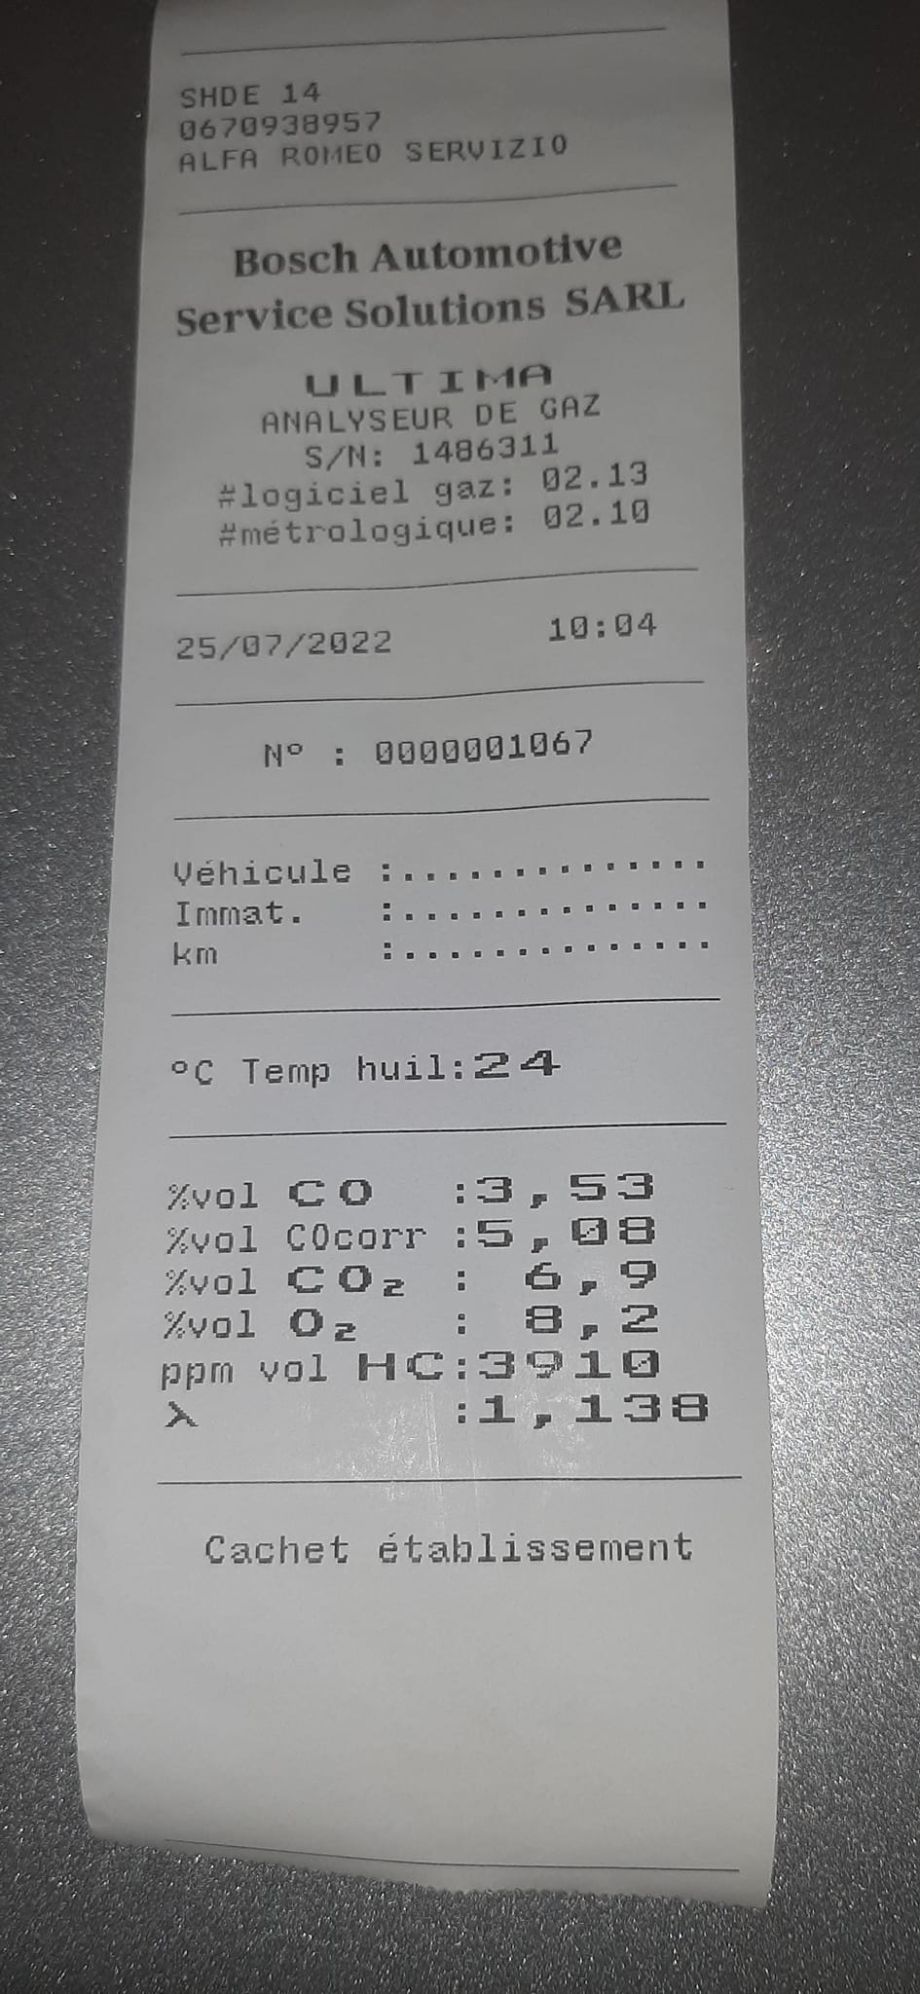 SHDE 14
0670938957
ALFA ROMEO SERVIZIO
Bosch Automotive
Service Solutions SARL
ULTIMA
ANALYSEUR DE GAZ
S/N: 1486311
#logiciel gaz: 02.13
#métrologique: 02.10
25/07/2022 10:04
Nº : 0000001067
Véhicule :..............
Immat. :..............
km :..............
ºC Temp huil:24
%vol CO :3,53
%vol COcorr :5,08
%vol CO₂ : 6,9
%vol O₂ : 8,2
ppm vol HC:3910
λ :1,138
Cachet établissement